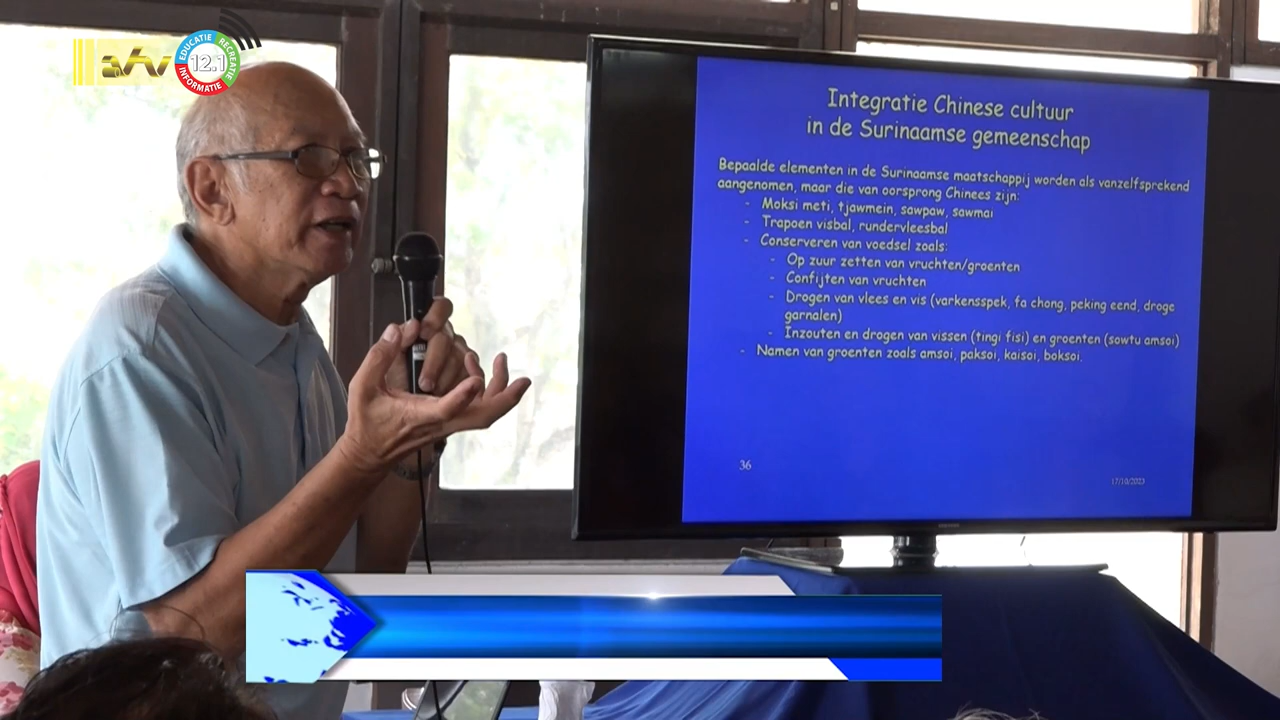 atv
12.1
EDUCATIE
RECREATIE
INFORMATIE
Integratie Chinese cultuur
in de Surinaamse gemeenschap
Bepaalde elementen in de Surinaamse maatschappij worden als vanzelfsprekend
aangenomen, maar die van oorsprong Chinees zijn:
- Moksi meti, tjawmein, sawpaw, sawmai
- Trapoen visbal, rundervleesbal
- Conserveren van voedsel zoals:
- Op zuur zetten van vruchten/groenten
- Confijten van vruchten
- Drogen van vlees en vis (varkensspek, fa chong, peking eend, droge
garnalen)
- Inzouten en drogen van vissen (tingi fisi) en groenten (sowtu amsoi)
- Namen van groenten zoals amsoi, paksoi, kaisoi, boksoi.
36
17/10/2023